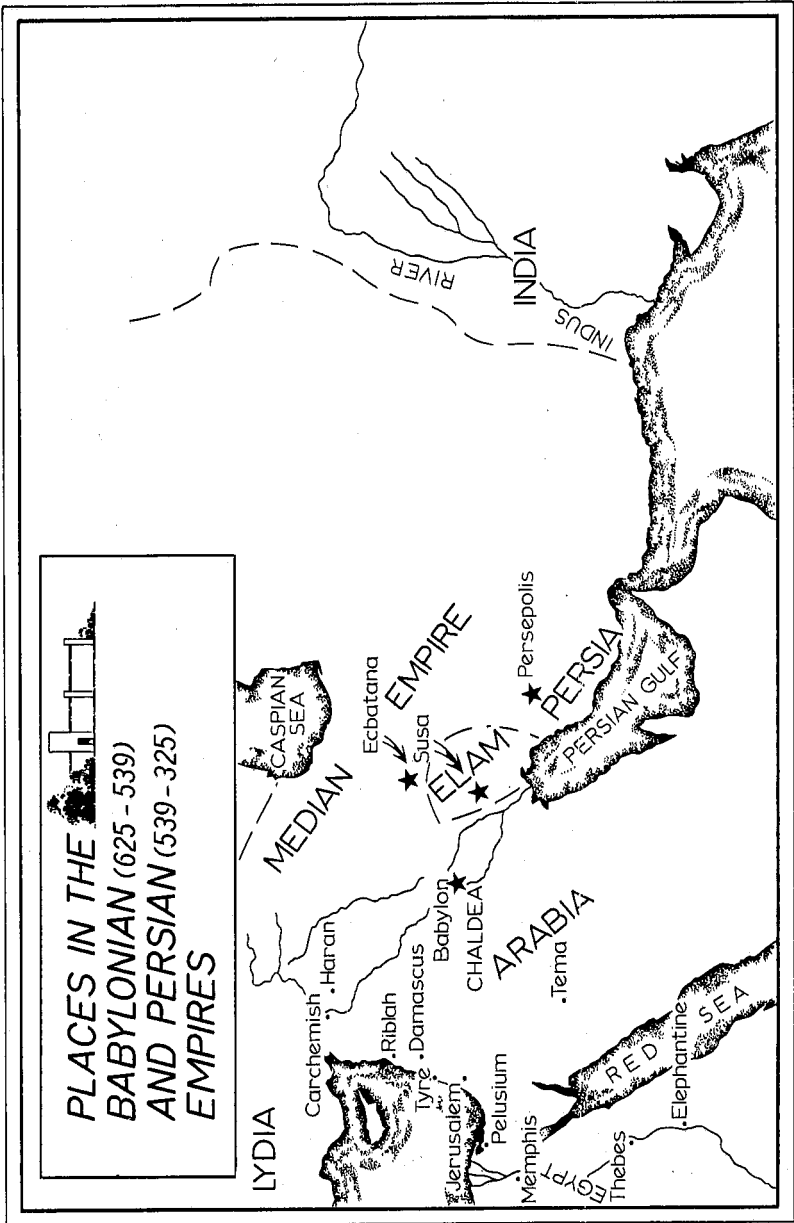 PLACES IN THE
BABYLONIAN (625 - 539)
AND PERSIAN (539 - 325)
EMPIRES
LYDIA
CASPIAN
SEA
MEDIAN
EMPIRE
Ecbatana
Susa
ELAM
Carchemish
Haran
Riblah
Damascus
Tyre
Babylon
CHALDEA
Jerusalem
Pelusium
Memphis
EGYPT
Thebes
Elephantine
RED SEA
Tema
ARABIA
PERSIA
Persepolis
PERSIAN GULF
INDUS
RIVER
INDIA